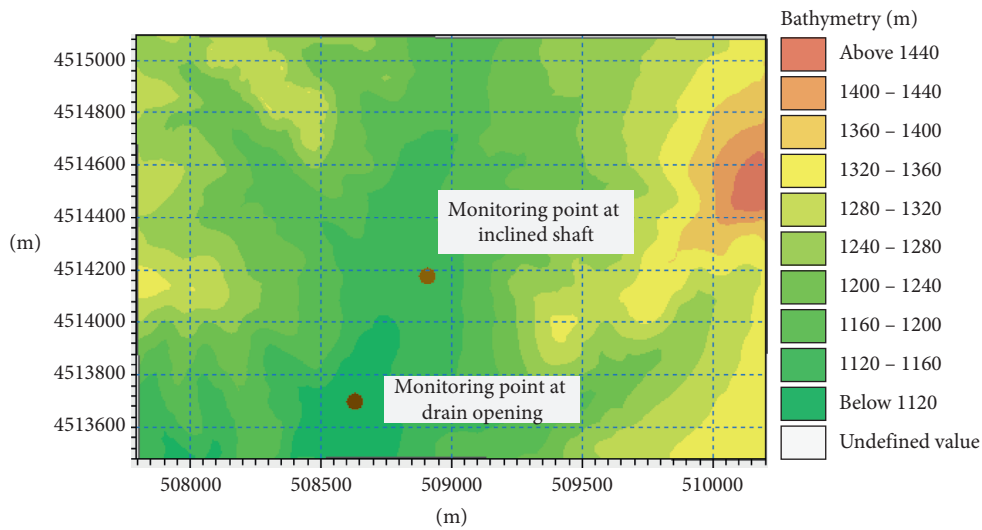 Bathymetry (m)
Above 1440
1400 – 1440
1360 – 1400
1320 – 1360
1280 – 1320
1240 – 1280
1200 – 1240
1160 – 1200
1120 – 1160
Below 1120
Undefined value
4515000
4514800
4514600
4514400
4514200
4514000
4513800
4513600
(m)
Monitoring point at
inclined shaft
Monitoring point at
drain opening
508000
508500
509000
509500
510000
(m)